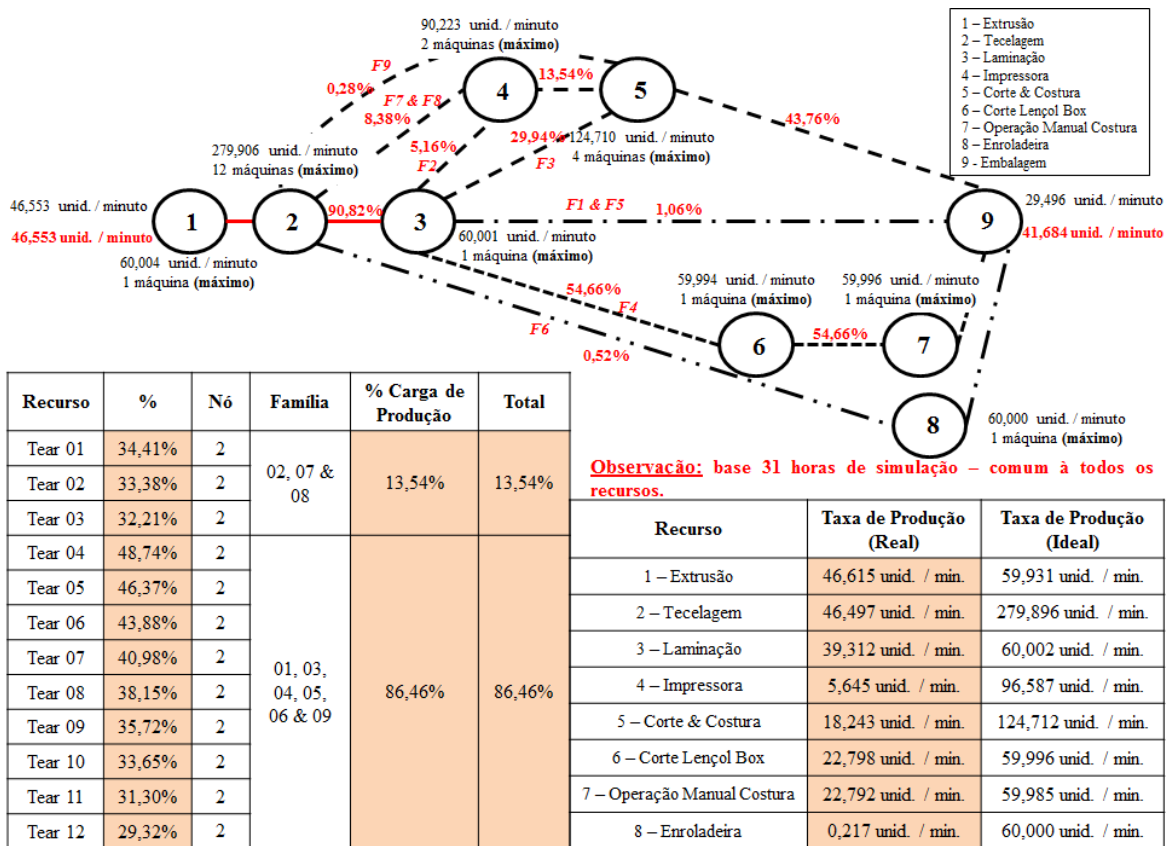 90,223 unid. / minuto
2 máquinas (máximo)
1 – Extrusão
2 – Tecelagem
3 – Laminação
4 – Impressora
5 – Corte & Costura
6 – Corte Lençol Box
7 – Operação Manual Costura
8 – Enroladeira
9 - Embalagem
F9
0,28%
F7 & F8
8,38%
4
13,54%
5
43,76%
5,16%
F2
29,94%
F3
124,710 unid. / minuto
4 máquinas (máximo)
279,906 unid. / minuto
12 máquinas (máximo)
46,553 unid. / minuto
46,553 unid. / minuto
1
2
90,82%
3
F1 & F5
1,06%
9
29,496 unid. / minuto
41,684 unid. / minuto
60,004 unid. / minuto
1 máquina (máximo)
60,001 unid. / minuto
1 máquina (máximo)
54,66%
F4
F6
0,52%
59,994 unid. / minuto
1 máquina (máximo)
59,996 unid. / minuto
1 máquina (máximo)
6
54,66%
7
8
60,000 unid. / minuto
1 máquina (máximo)
Recurso % Nó Família % Carga de Produção Total
Tear 01 34,41% 2
Tear 02 33,38% 2 02, 07 & 08 13,54% 13,54%
Tear 03 32,21% 2
Tear 04 48,74% 2
Tear 05 46,37% 2
Tear 06 43,88% 2
Tear 07 40,98% 2
Tear 08 38,15% 2 01, 03, 04, 05, 06 & 09 86,46% 86,46%
Tear 09 35,72% 2
Tear 10 33,65% 2
Tear 11 31,30% 2
Tear 12 29,32% 2
Observação: base 31 horas de simulação – comum à todos os
recursos.
Recurso Taxa de Produção (Real) Taxa de Produção (Ideal)
1 – Extrusão 46,615 unid. / min. 59,931 unid. / min.
2 – Tecelagem 46,497 unid. / min. 279,896 unid. / min.
3 – Laminação 39,312 unid. / min. 60,002 unid. / min.
4 – Impressora 5,645 unid. / min. 96,587 unid. / min.
5 – Corte & Costura 18,243 unid. / min. 124,712 unid. / min.
6 – Corte Lençol Box 22,798 unid. / min. 59,996 unid. / min.
7 – Operação Manual Costura 22,792 unid. / min. 59,985 unid. / min.
8 – Enroladeira 0,217 unid. / min. 60,000 unid. / min.